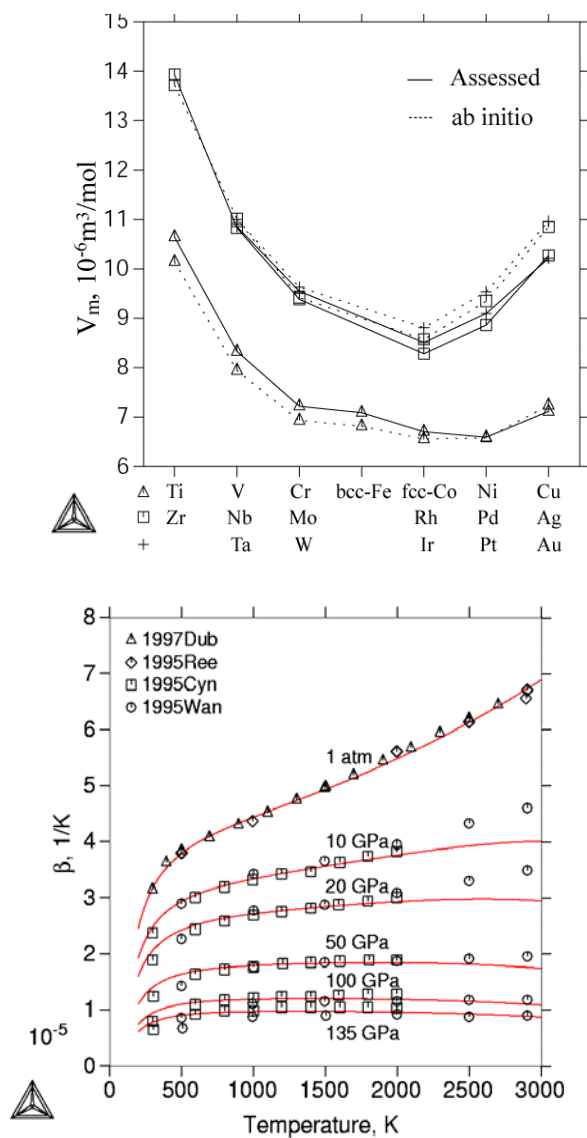 15
14
13
12
11
10
9
8
7
6
V_m, 10^-6 m^3/mol
Assessed
ab initio
Ti V Cr bcc-Fe fcc-Co Ni Cu
Zr Nb Mo Rh Pd Ag
Ta W Ir Pt Au
8
7
6
5
4
3
2
1
0
10^-5
β, 1/K
1997Dub
1995Ree
1995Cyn
1995Wan
1 atm
10 GPa
20 GPa
50 GPa
100 GPa
135 GPa
0 500 1000 1500 2000 2500 3000
Temperature, K